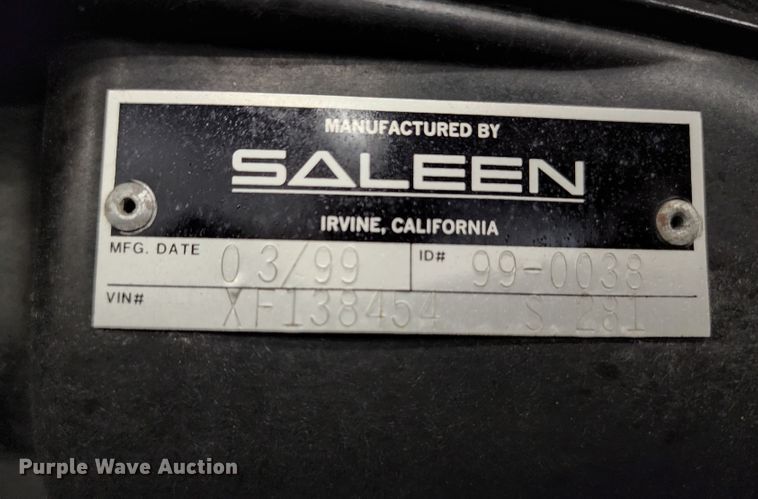 MANUFACTURED BY
SALEEN
IRVINE, CALIFORNIA
MFG. DATE 03/99 ID# 99-0038
VIN# XF138454 S 281
Purple Wave Auction